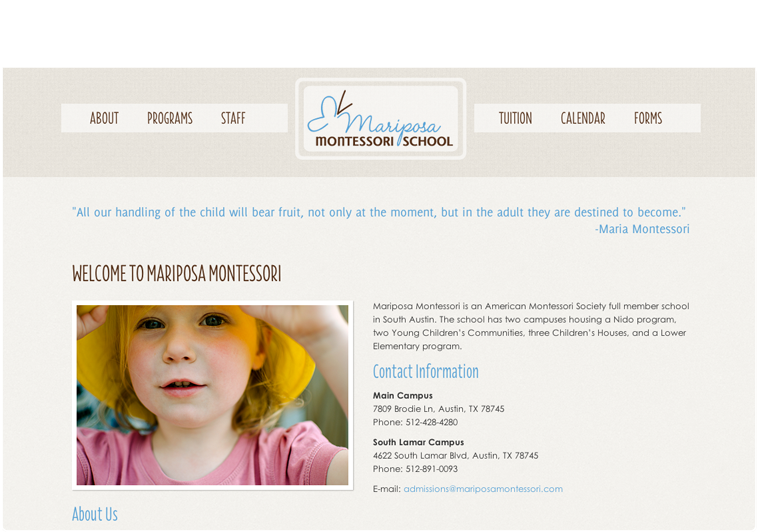 ABOUT PROGRAMS STAFF
Mariposa
MONTESSORI SCHOOL
TUITION CALENDAR FORMS
"All our handling of the child will bear fruit, not only at the moment, but in the adult they are destined to become."
-Maria Montessori
WELCOME TO MARIPOSA MONTESSORI
Mariposa Montessori is an American Montessori Society full member school
in South Austin. The school has two campuses housing a Nido program,
two Young Children's Communities, three Children's Houses, and a Lower
Elementary program.
Contact Information
Main Campus
7809 Brodie Ln, Austin, TX 78745
Phone: 512-428-4280
South Lamar Campus
4622 South Lamar Blvd, Austin, TX 78745
Phone: 512-891-0093
E-mail: admissions@mariposamontessori.com
About Us